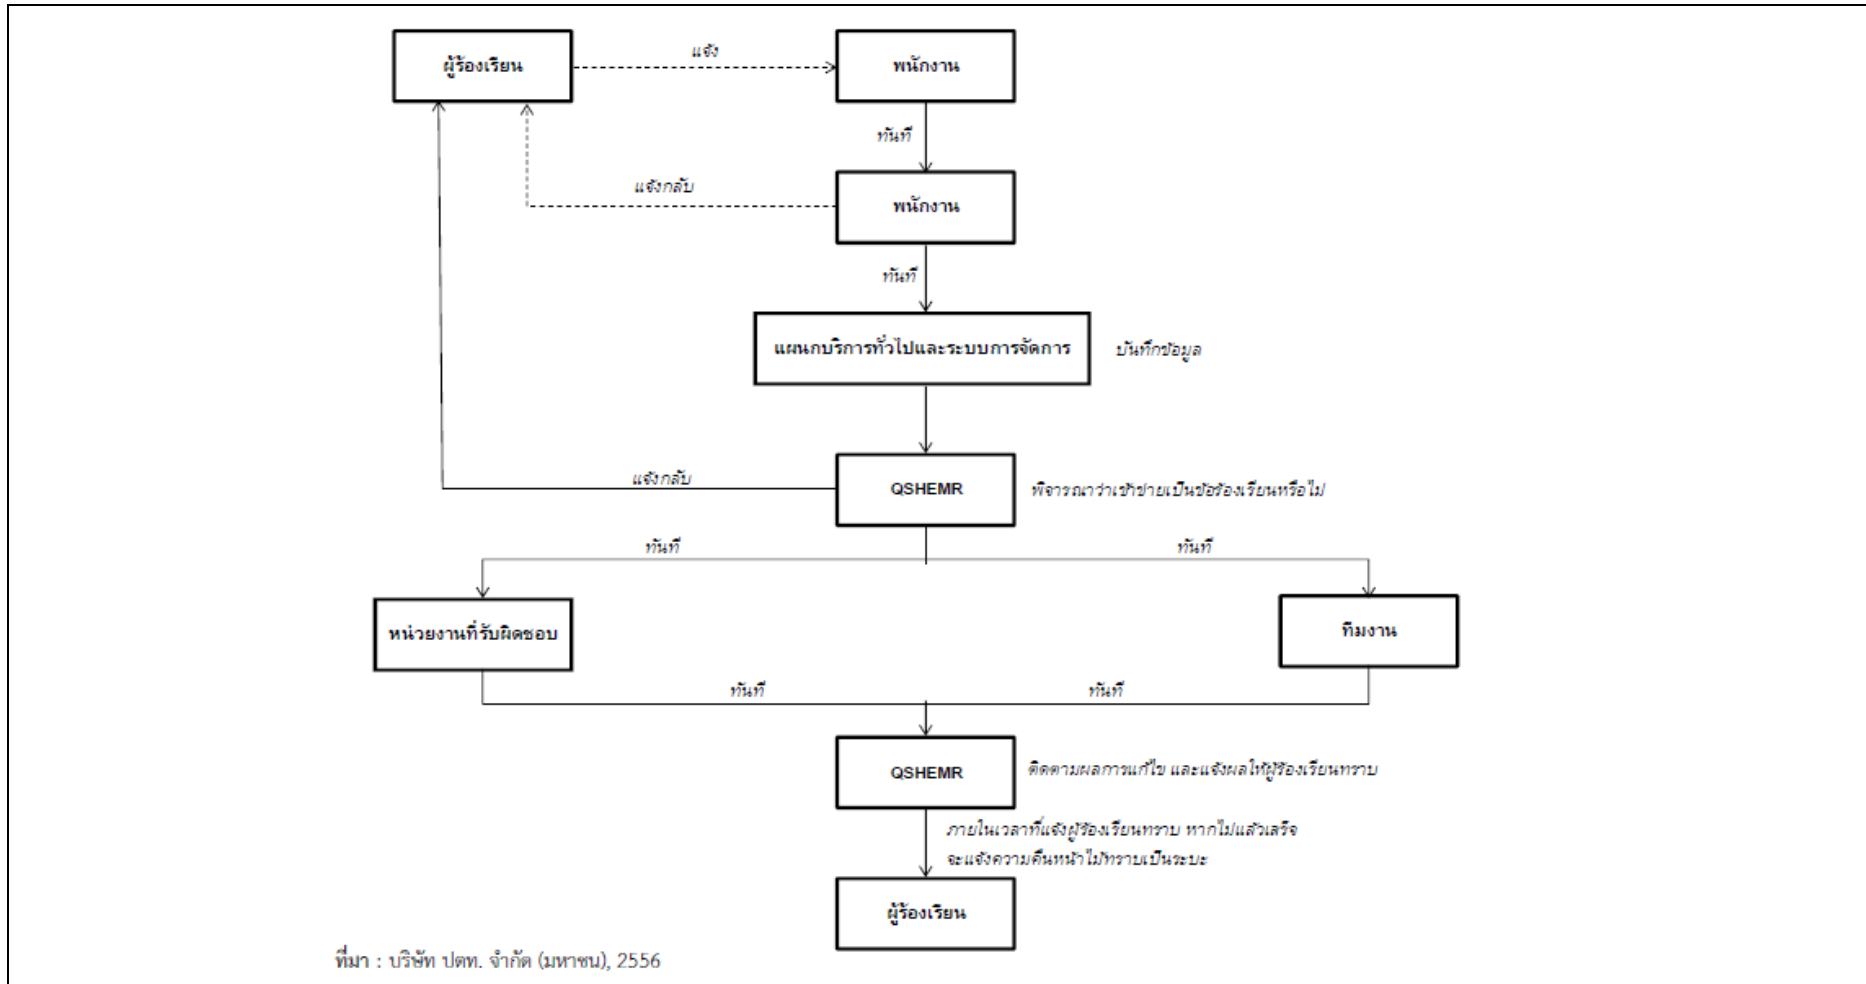 ผู้ร้องเรียน
แจ้ง
พนักงาน
ทันที
แจ้งกลับ
พนักงาน
ทันที
แผนกบริการทั่วไปและระบบการจัดการ
บันทึกข้อมูล
แจ้งกลับ
QSHEMR
พิจารณาว่าเข้าข่ายเป็นข้อร้องเรียนหรือไม่
ทันที
ทันที
หน่วยงานที่รับผิดชอบ
ทีมงาน
ทันที
ทันที
QSHEMR
ติดตามผลการแก้ไข และแจ้งผลให้ผู้ร้องเรียนทราบ
ภายในเวลาที่แจ้งผู้ร้องเรียนทราบ หากไม่แล้วเสร็จ
จะแจ้งความคืนหน้าไม้ทราบเป็นระบะ
ผู้ร้องเรียน
ที่มา : บริษัท ปตท. จำกัด (มหาชน), 2556